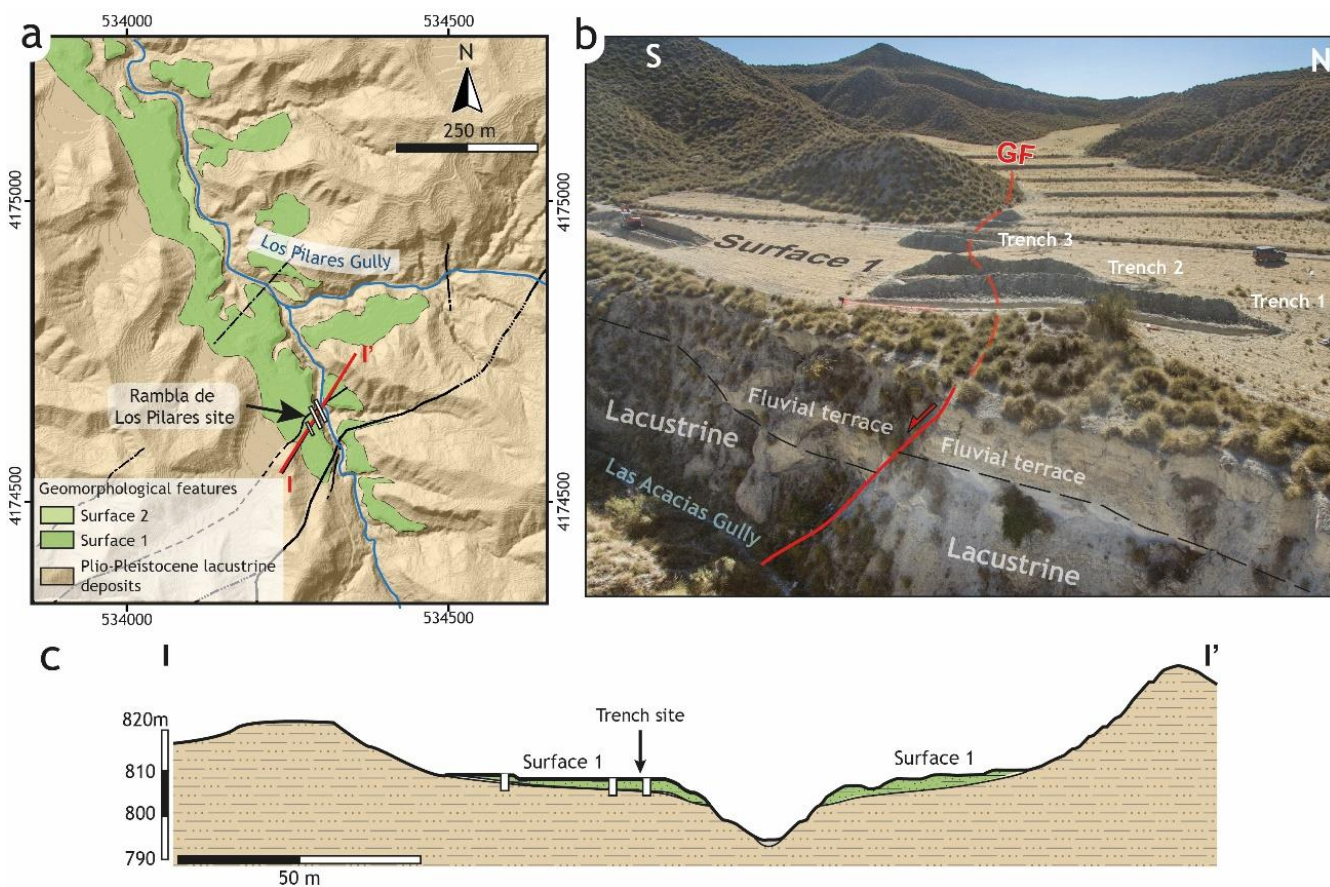 534000
534500
a
N
250 m
4175000
4175000
Los Pilares Gully
I'
Rambla de
Los Pilares site
I
4174500
4174500
Geomorphological features
Surface 2
Surface 1
Plio-Pleistocene lacustrine
deposits
534000
534500
b
S
N
GF
Surface 1
Trench 3
Trench 2
Trench 1
Fluvial terrace
Fluvial terrace
Lacustrine
Las Acacias Gully
Lacustrine
c
I
I'
820m
810
800
790
Trench site
Surface 1
Surface 1
50 m